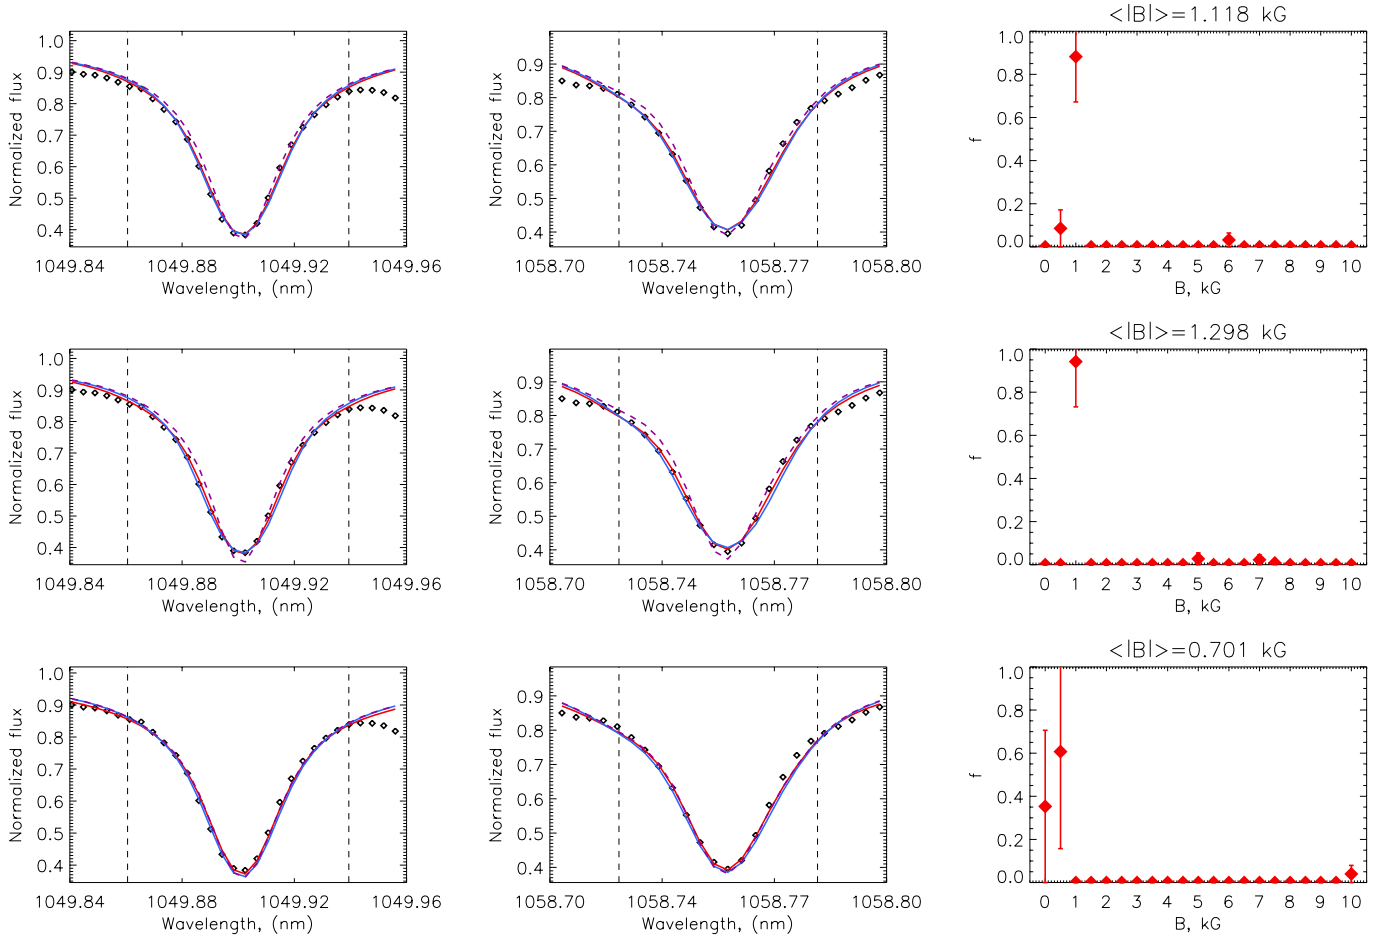 <|B|>=1.118 kG
Normalized flux
1.0
0.9
0.8
0.7
0.6
0.5
0.4
1049.84 1049.88 1049.92 1049.96
Wavelength, (nm)
Normalized flux
0.9
0.8
0.7
0.6
0.5
0.4
1058.70 1058.74 1058.77 1058.80
Wavelength, (nm)
f
1.0
0.8
0.6
0.4
0.2
0.0
0 1 2 3 4 5 6 7 8 9 10
B, kG
<|B|>=1.298 kG
Normalized flux
1.0
0.9
0.8
0.7
0.6
0.5
0.4
1049.84 1049.88 1049.92 1049.96
Wavelength, (nm)
Normalized flux
0.9
0.8
0.7
0.6
0.5
0.4
1058.70 1058.74 1058.77 1058.80
Wavelength, (nm)
f
1.0
0.8
0.6
0.4
0.2
0.0
0 1 2 3 4 5 6 7 8 9 10
B, kG
<|B|>=0.701 kG
Normalized flux
1.0
0.9
0.8
0.7
0.6
0.5
0.4
1049.84 1049.88 1049.92 1049.96
Wavelength, (nm)
Normalized flux
0.9
0.8
0.7
0.6
0.5
0.4
1058.70 1058.74 1058.77 1058.80
Wavelength, (nm)
f
1.0
0.8
0.6
0.4
0.2
0.0
0 1 2 3 4 5 6 7 8 9 10
B, kG